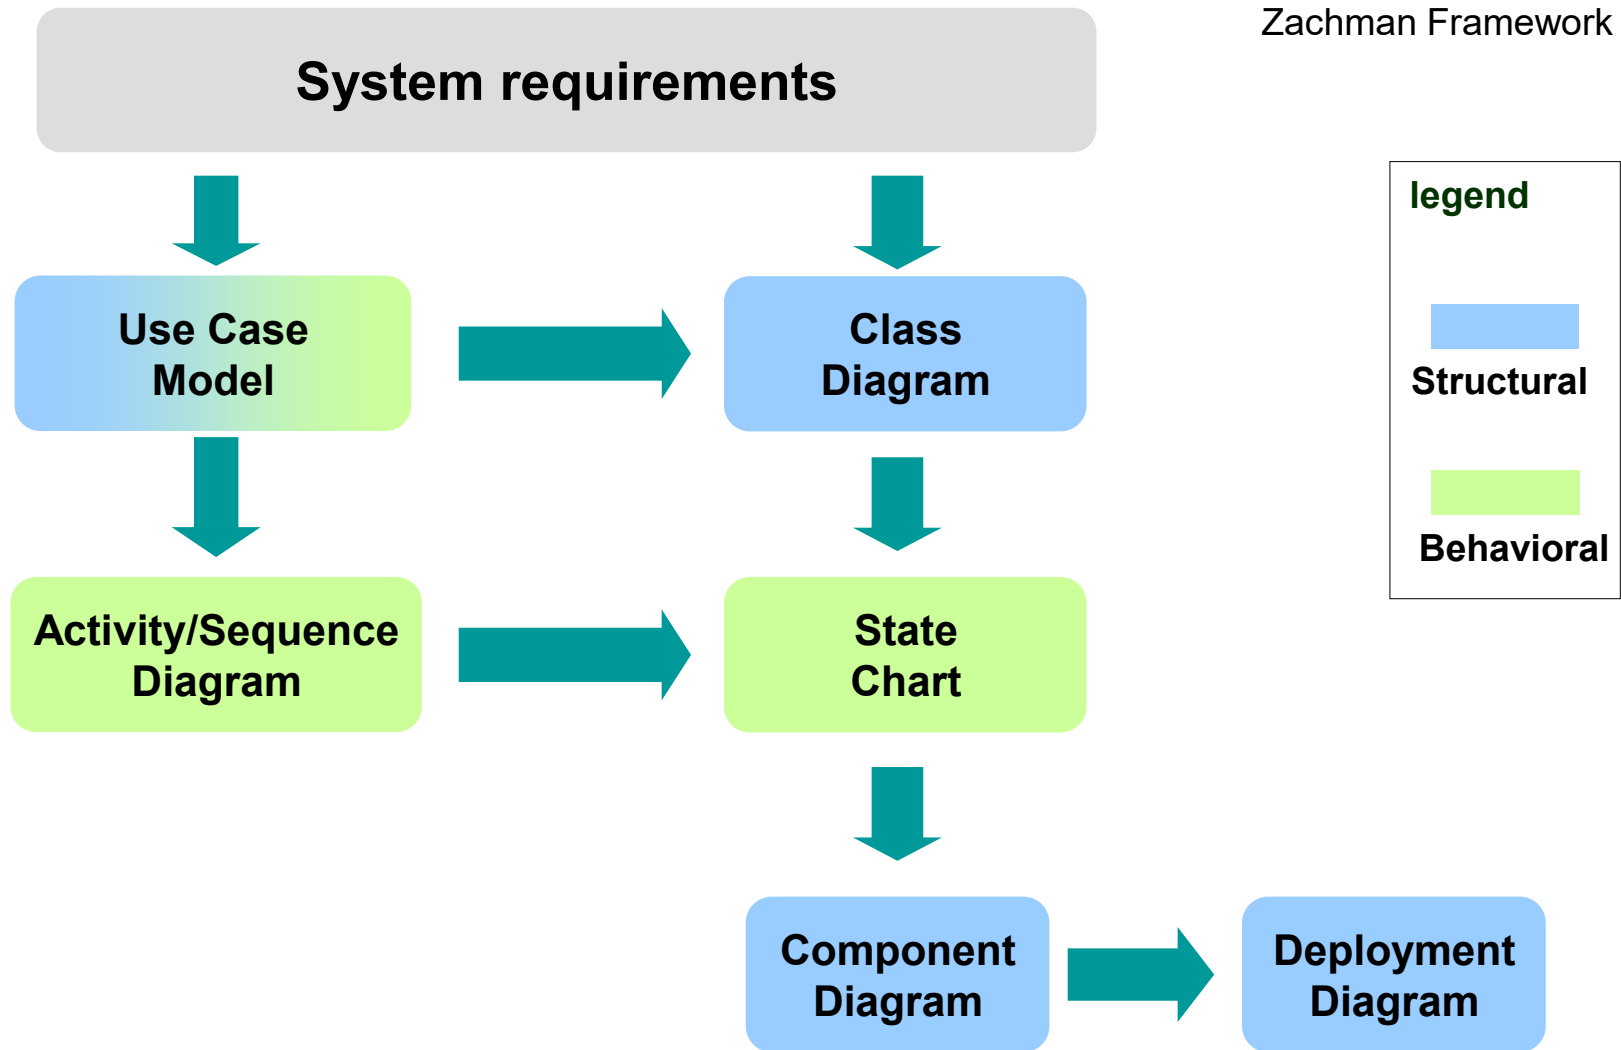 Zachman Framework
System requirements
legend
Use Case
Model
Class
Diagram
Structural
Behavioral
Activity/Sequence
Diagram
State
Chart
Component
Diagram
Deployment
Diagram